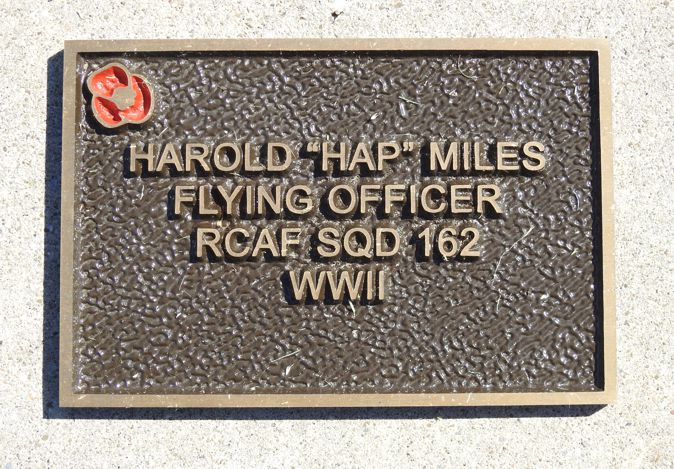 HAROLD “HAP” MILES
FLYING OFFICER
RCAF SQD 162
WWII